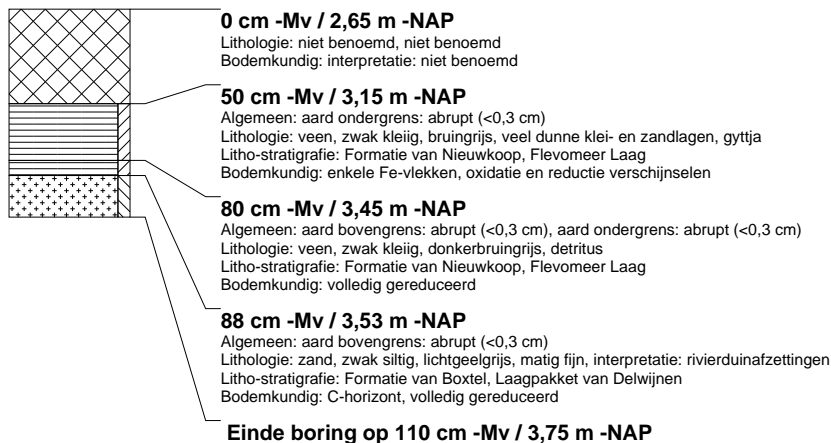 0 cm -Mv / 2,65 m -NAP
Lithologie: niet benoemd, niet benoemd
Bodemkundig: interpretatie: niet benoemd
50 cm -Mv / 3,15 m -NAP
Algemeen: aard ondergrens: abrupt (<0,3 cm)
Lithologie: veen, zwak kleiig, bruingrijs, veel dunne klei- en zandlagen, gyttja
Litho-stratigrafie: Formatie van Nieuwkoop, Flevomeer Laag
Bodemkundig: enkele Fe-vlekken, oxidatie en reductie verschijnselen
80 cm -Mv / 3,45 m -NAP
Algemeen: aard bovengrens: abrupt (<0,3 cm), aard ondergrens: abrupt (<0,3 cm)
Lithologie: veen, zwak kleiig, donkerbruingrijs, detritus
Litho-stratigrafie: Formatie van Nieuwkoop, Flevomeer Laag
Bodemkundig: volledig gereduceerd
88 cm -Mv / 3,53 m -NAP
Algemeen: aard bovengrens: abrupt (<0,3 cm)
Lithologie: zand, zwak siltig, lichtgeelgrijs, matig fijn, interpretatie: rivierduinafzettingen
Litho-stratigrafie: Formatie van Boxtel, Laagpakket van Delwijnen
Bodemkundig: C-horizont, volledig gereduceerd
Einde boring op 110 cm -Mv / 3,75 m -NAP